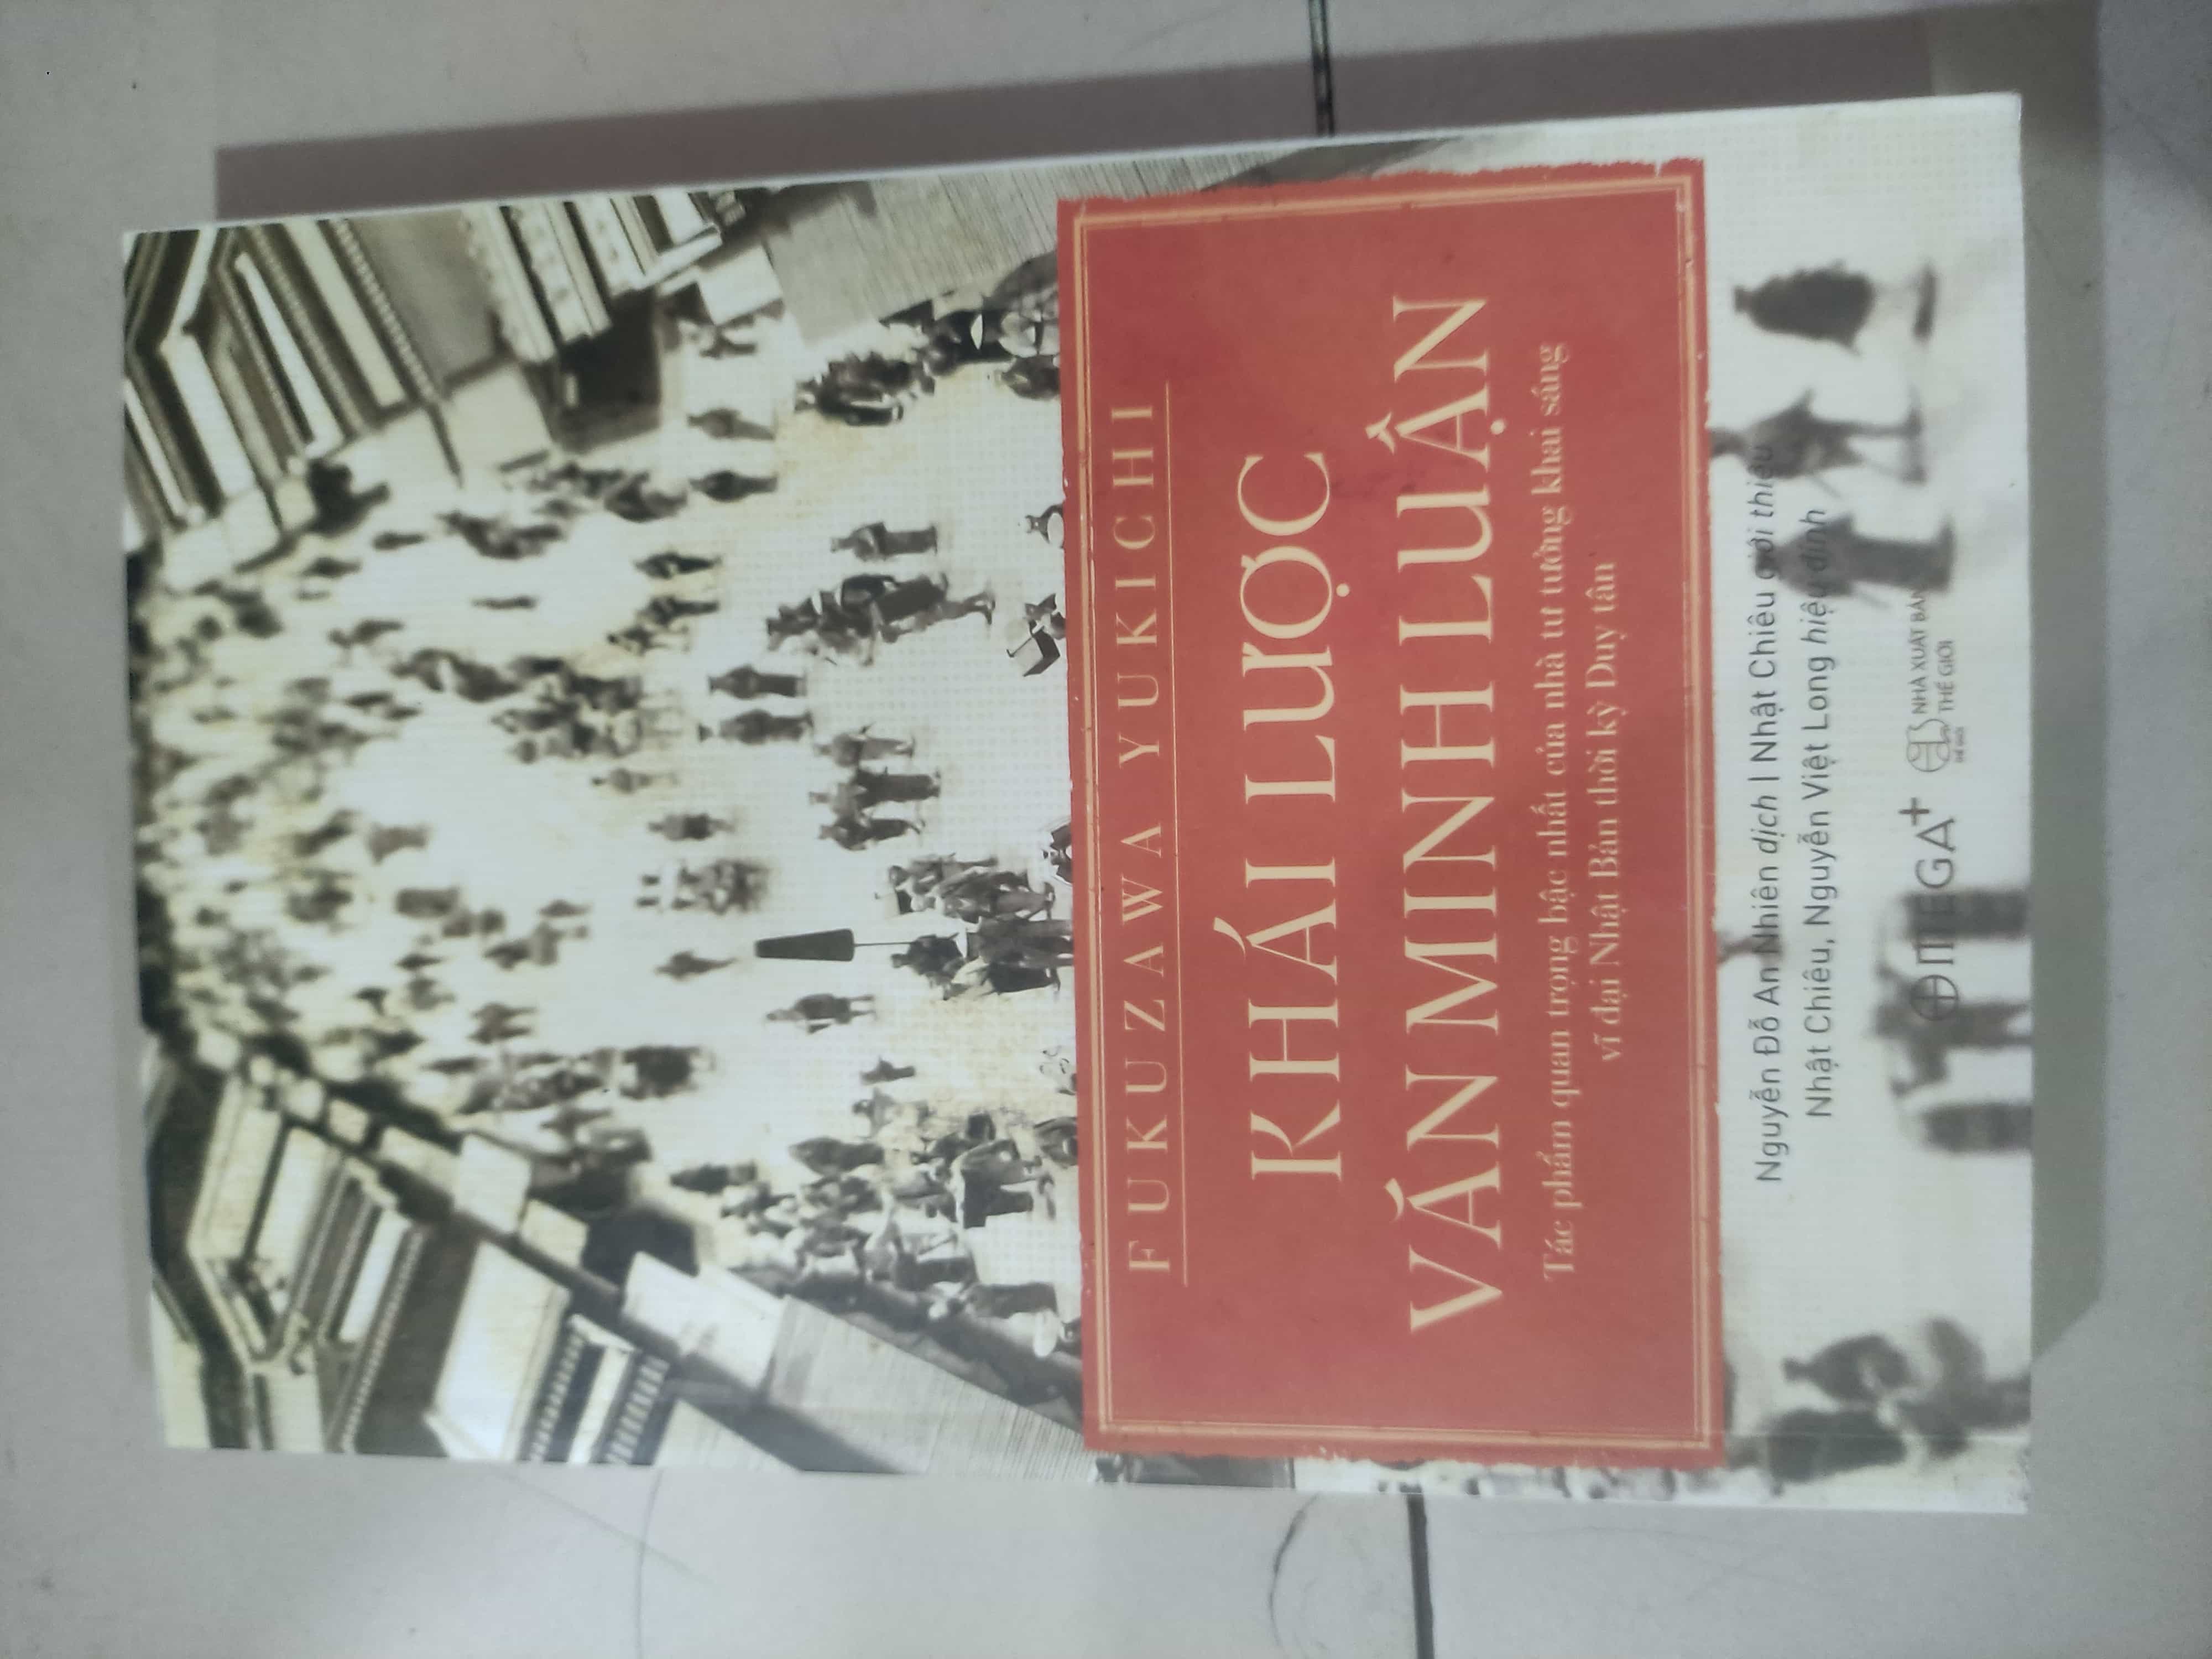 FUKUZAWA YUKICHI
KHÁI LƯỢC
VĂN MINH LUẬN
Tác phẩm quan trọng bậc nhất của nhà tư tưởng khai sáng
vĩ đại Nhật Bản thời kỳ Duy tân
Nguyễn Đỗ An Nhiên dịch | Nhật Chiêu giới thiệu
Nhật Chiêu, Nguyễn Việt Long hiệu đính
OMEGA+
NHÀ XUẤT BẢN
THẾ GIỚI